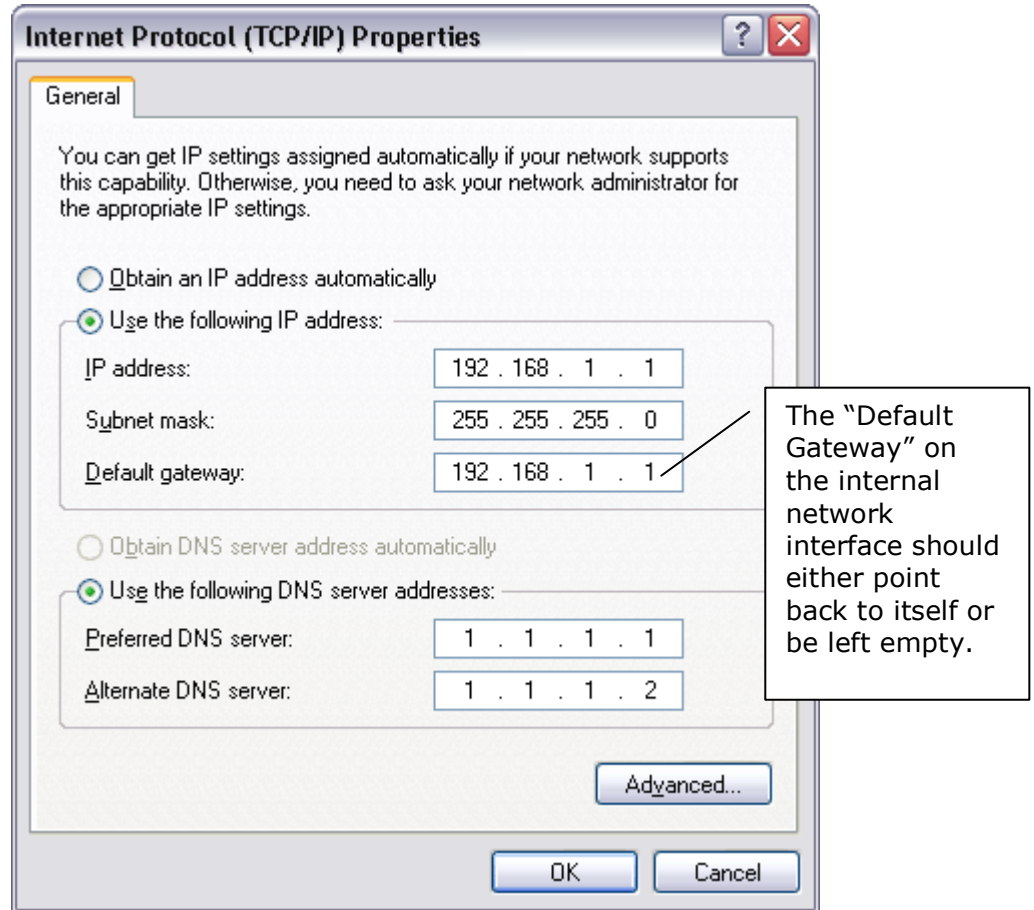 Internet Protocol (TCP/IP) Properties
?
General
You can get IP settings assigned automatically if your network supports
this capability. Otherwise, you need to ask your network administrator for
the appropriate IP settings.
Obtain an IP address automatically
Use the following IP address:
IP address: 192 . 168 . 1 . 1
Subnet mask: 255 . 255 . 255 . 0
Default gateway: 192 . 168 . 1 . 1
Obtain DNS server address automatically
Use the following DNS server addresses:
Preferred DNS server: 1 . 1 . 1 . 1
Alternate DNS server: 1 . 1 . 1 . 2
Advanced...
OK Cancel
The “Default
Gateway” on
the internal
network
interface should
either point
back to itself or
be left empty.